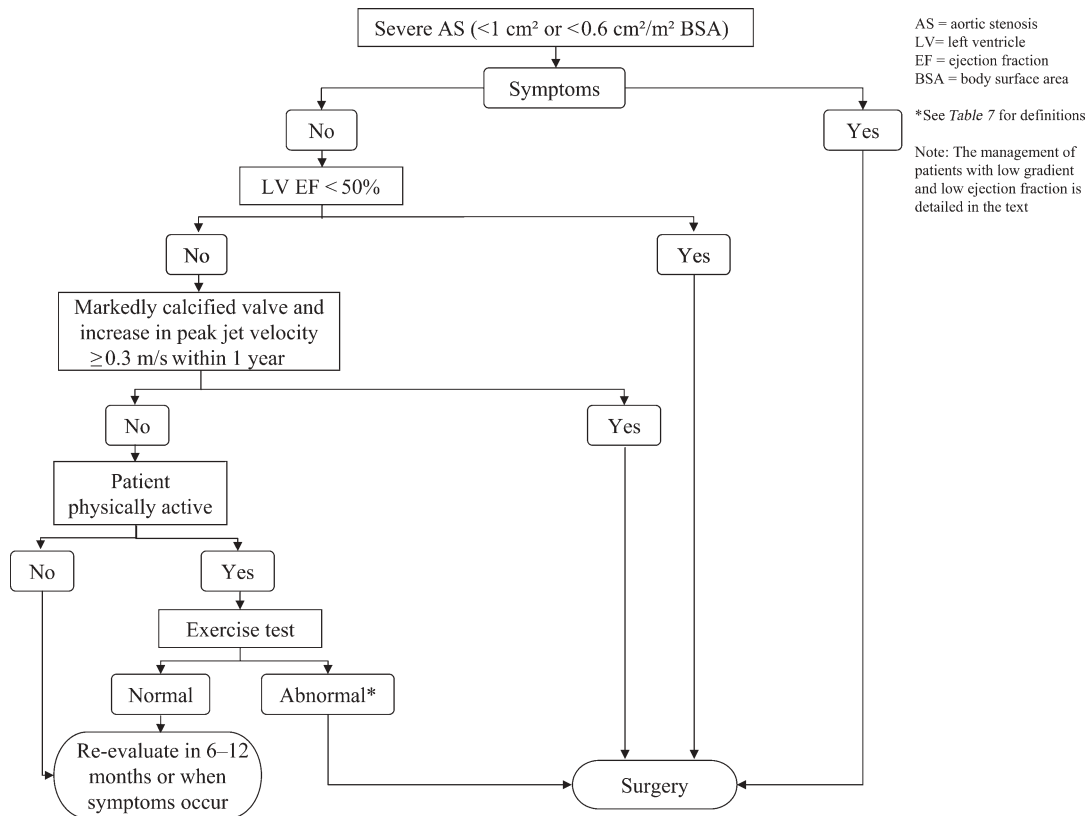 Severe AS (<1 cm² or <0.6 cm²/m² BSA)
AS = aortic stenosis
LV= left ventricle
EF = ejection fraction
BSA = body surface area
*See Table 7 for definitions
Note: The management of
patients with low gradient
and low ejection fraction is
detailed in the text
Symptoms
No
Yes
LV EF < 50%
No
Yes
Markedly calcified valve and
increase in peak jet velocity
≥0.3 m/s within 1 year
No
Yes
Patient
physically active
No
Yes
Exercise test
Normal
Abnormal*
Re-evaluate in 6–12
months or when
symptoms occur
Surgery